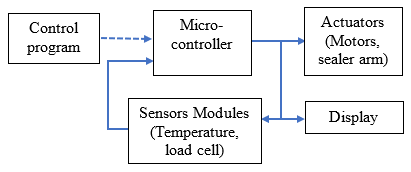 Control
program
Micro-
controller
Actuators
(Motors,
sealer arm)
Sensors Modules
(Temperature,
load cell)
Display